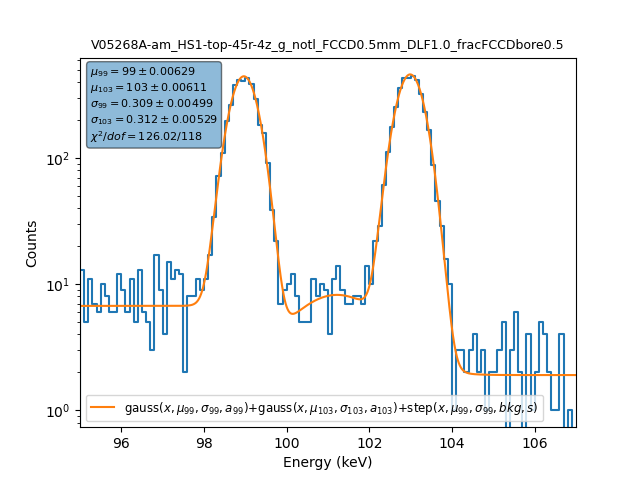 V05268A-am_HS1-top-45r-4z_g_notl_FCCD0.5mm_DLF1.0_fracFCCDbore0.5
μ₉₉ = 99 ± 0.00629
μ₁₀₃ = 103 ± 0.00611
σ₉₉ = 0.309 ± 0.00499
σ₁₀₃ = 0.312 ± 0.00529
χ²/dof = 126.02/118
Counts
10²
10¹
10⁰
gauss(x, μ₉₉, σ₉₉, a₉₉)+gauss(x, μ₁₀₃, σ₁₀₃, a₁₀₃)+step(x, μ₉₉, σ₉₉, bkg, s)
96 98 100 102 104 106
Energy (keV)